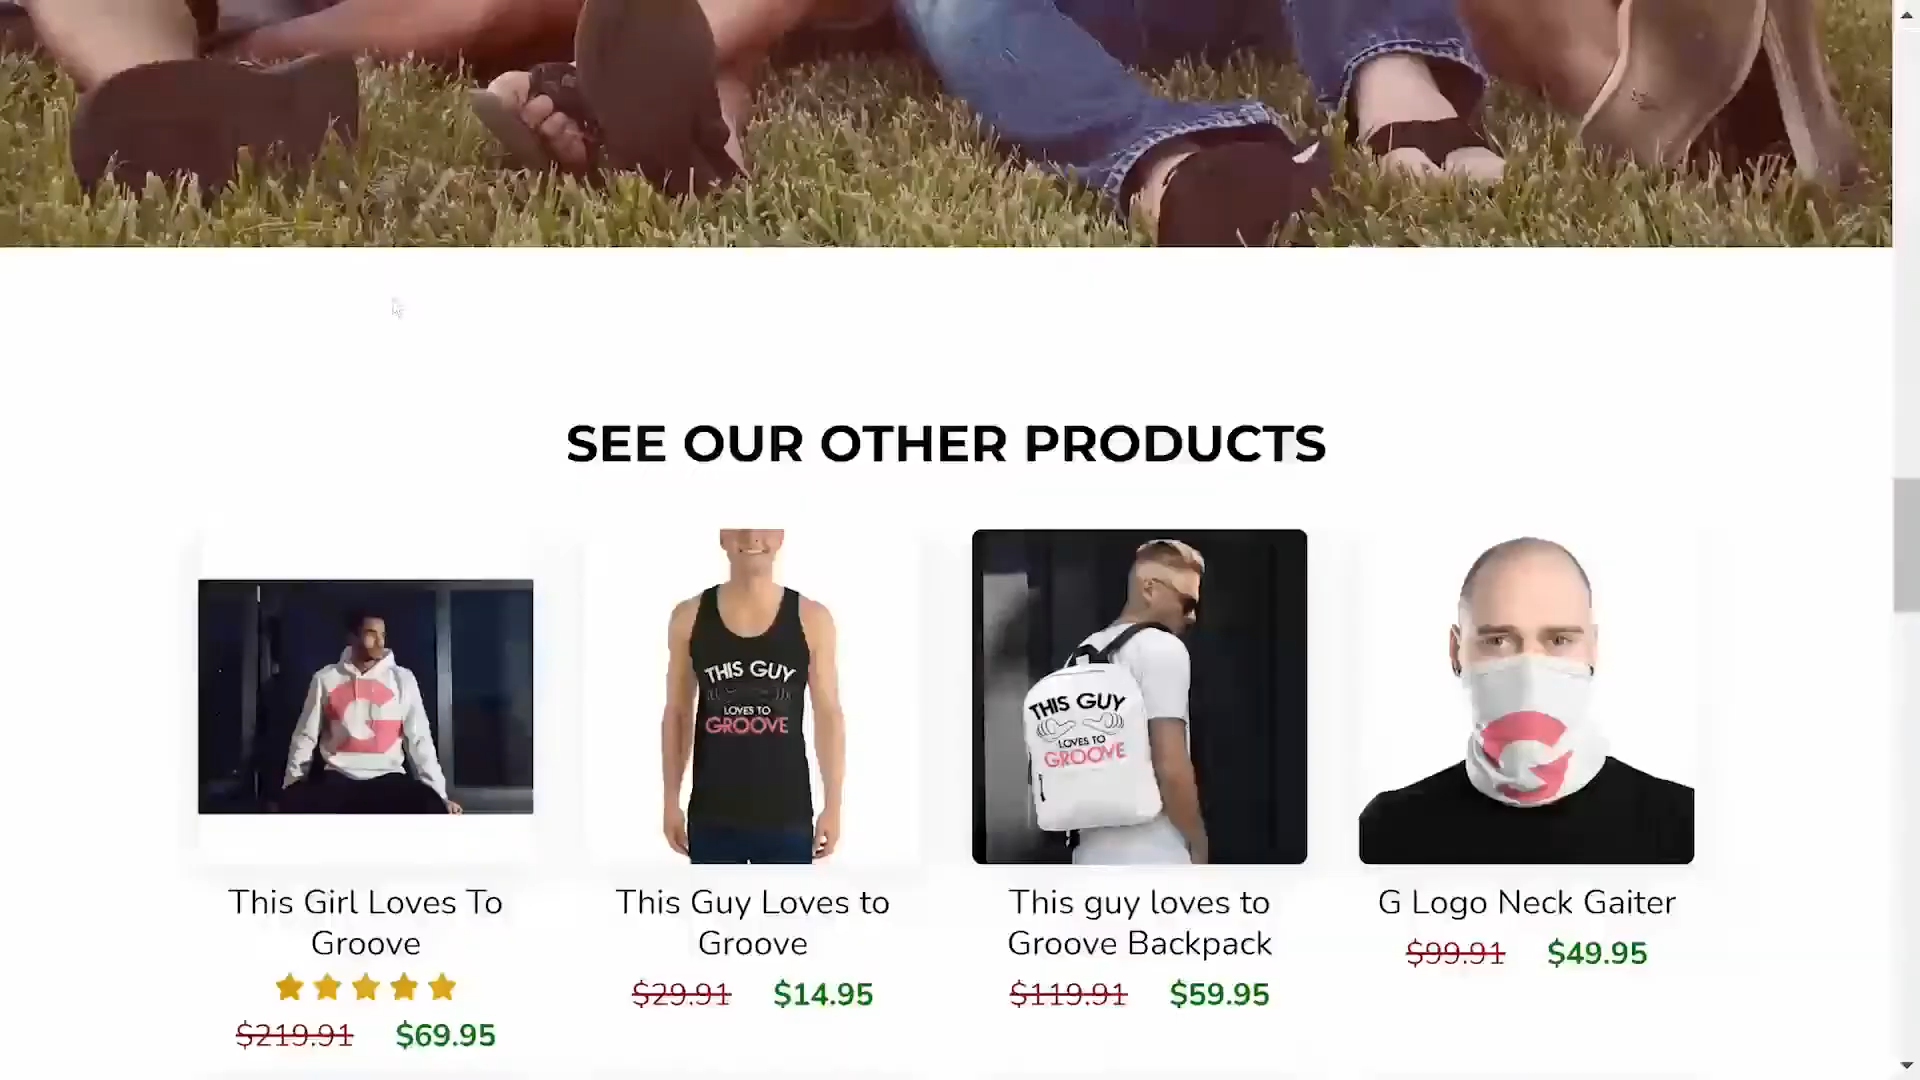 SEE OUR OTHER PRODUCTS
THIS GUY
LOVES TO
GROOVE
THIS GUY
LOVES TO
GROOVE
This Girl Loves To
Groove
$219.91 $69.95
This Guy Loves to
Groove
$29.91 $14.95
This guy loves to
Groove Backpack
$119.91 $59.95
G Logo Neck Gaiter
$99.91 $49.95